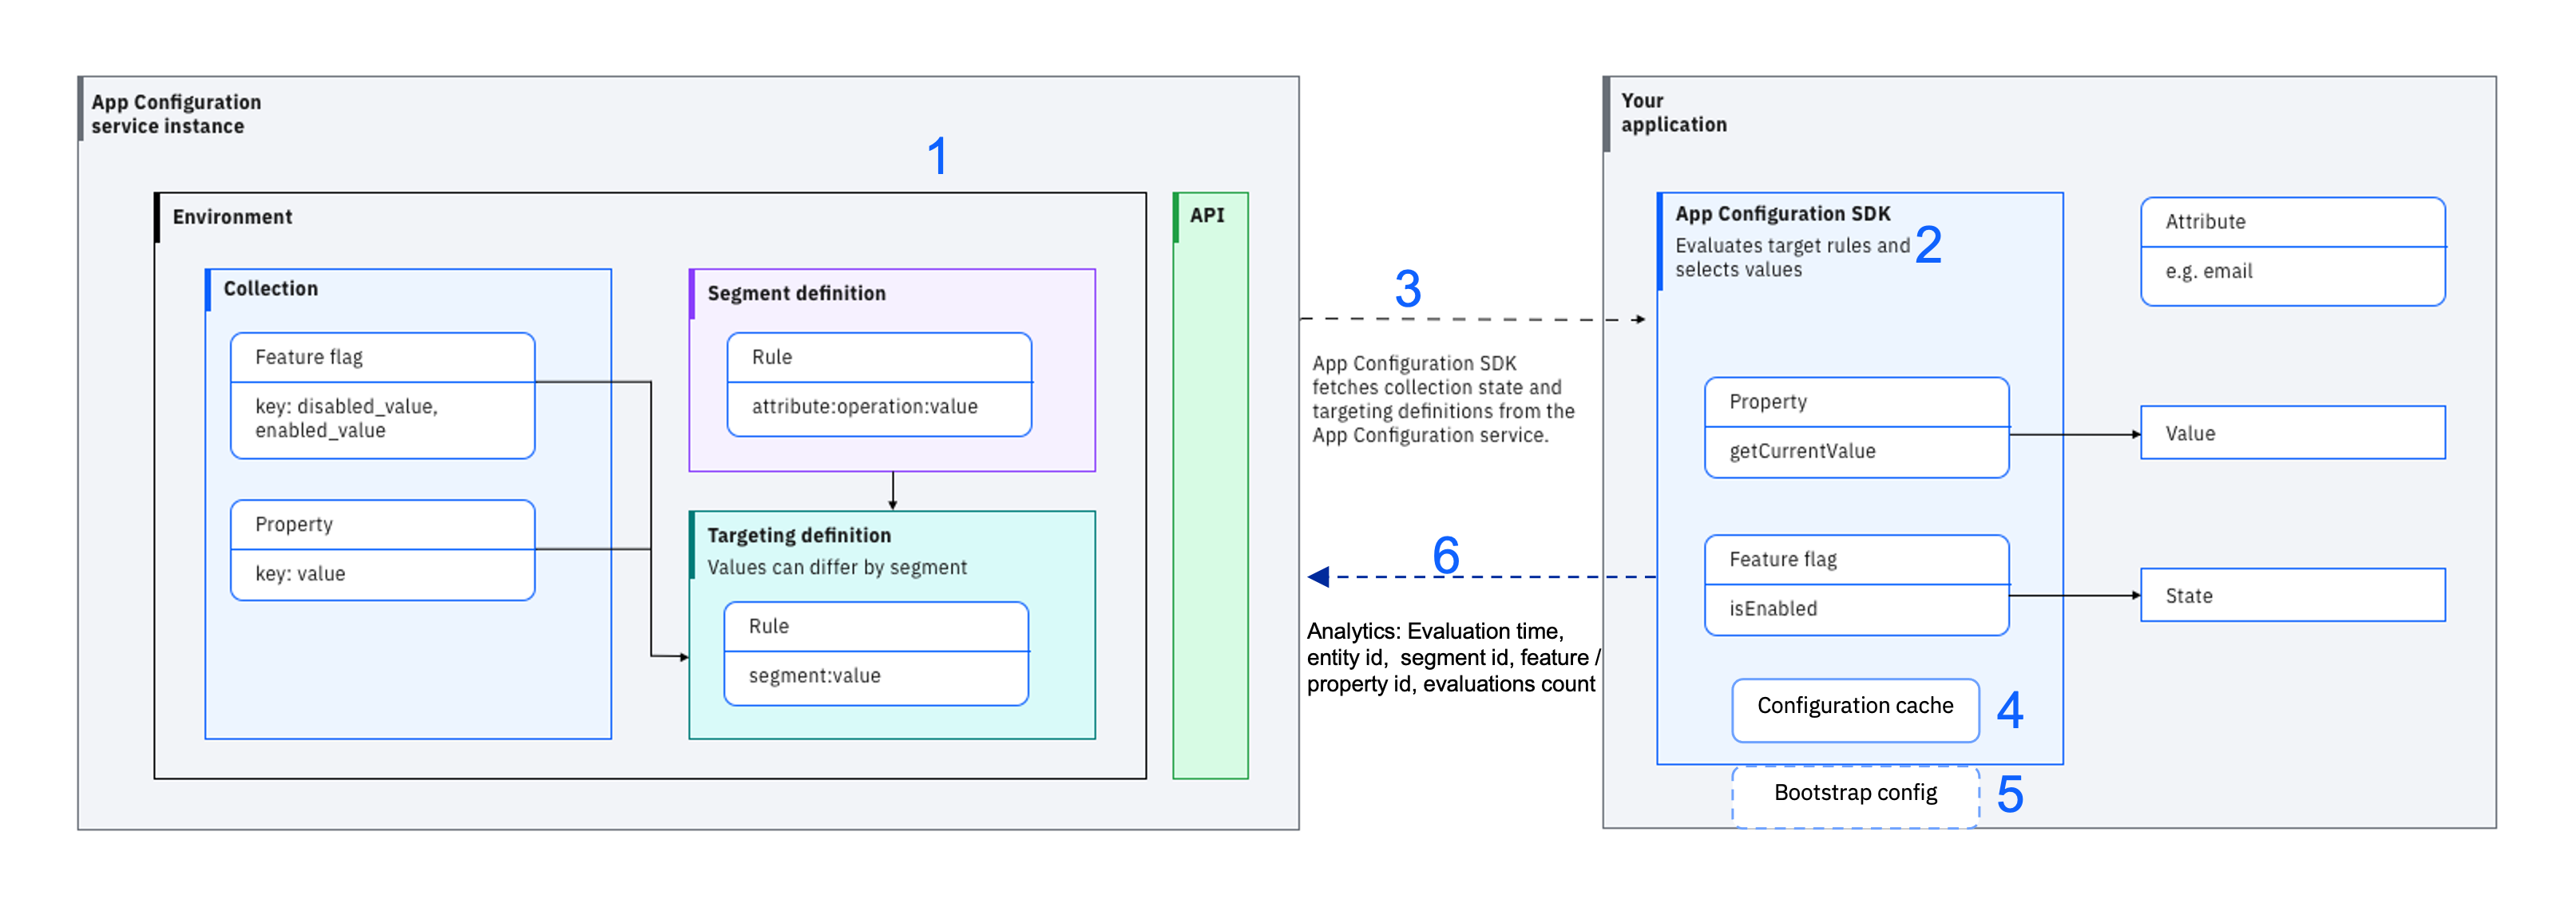 App Configuration
service instance
1
Environment
Collection
Feature flag
key: disabled_value,
enabled_value
Property
key: value
Segment definition
Rule
attribute:operation:value
Targeting definition
Values can differ by segment
Rule
segment:value
API
3
App Configuration SDK
fetches collection state and
targeting definitions from the
App Configuration service.
6
Analytics: Evaluation time,
entity id,  segment id, feature /
property id, evaluations count
Your
application
App Configuration SDK
Evaluates target rules and
selects values
2
Property
getCurrentValue
Feature flag
isEnabled
Configuration cache
4
Bootstrap config
5
Attribute
e.g. email
Value
State